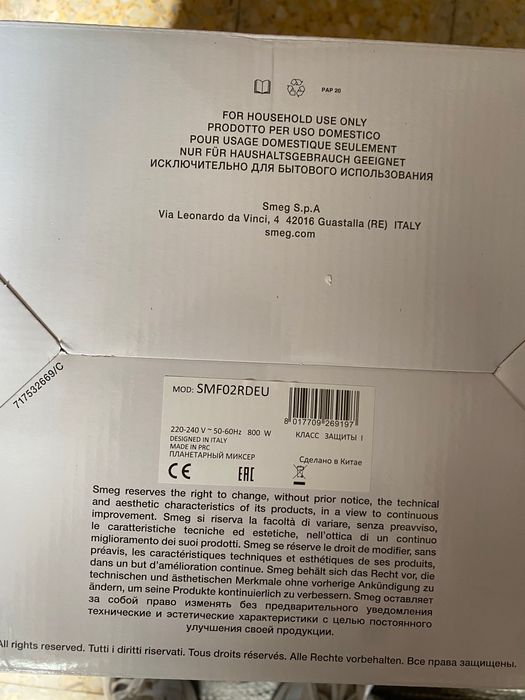 PAP 20
FOR HOUSEHOLD USE ONLY
PRODOTTO PER USO DOMESTICO
POUR USAGE DOMESTIQUE SEULEMENT
NUR FÜR HAUSHALTSGEBRAUCH GEEIGNET
ИСКЛЮЧИТЕЛЬНО ДЛЯ БЫТОВОГО ИСПОЛЬЗОВАНИЯ
Smeg S.p.A
Via Leonardo da Vinci, 4 42016 Guastalla (RE) ITALY
smeg.com
717532669/C
MOD: SMF02RDEU
8 017709 269197
220-240 V ~ 50-60Hz 800 W
КЛАСС ЗАЩИТЫ I
DESIGNED IN ITALY
MADE IN PRC
ПЛАНЕТАРНЫЙ МИКСЕР
Сделано в Китае
CE EAC
Smeg reserves the right to change, without prior notice, the technical
and aesthetic characteristics of its products, in a view to continuous
improvement. Smeg si riserva la facoltà di variare, senza preavviso,
le caratteristiche tecniche ed estetiche, nell'ottica di un continuo
miglioramento dei suoi prodotti. Smeg se réserve le droit de modifier, sans
préavis, les caractéristiques techniques et esthétiques de ses produits,
dans un but d'amélioration continue. Smeg behält sich das Recht vor, die
technischen und ästhetischen Merkmale ohne vorherige Ankündigung zu
ändern, um seine Produkte kontinuierlich zu verbessern. Smeg оставляет
за собой право изменять без предварительного уведомления
технические и эстетические характеристики с целью постоянного
улучшения своей продукции.
All rights reserved. Tutti i diritti riservati. Tous droits réservés. Alle Rechte vorbehalten. Все права защищены.